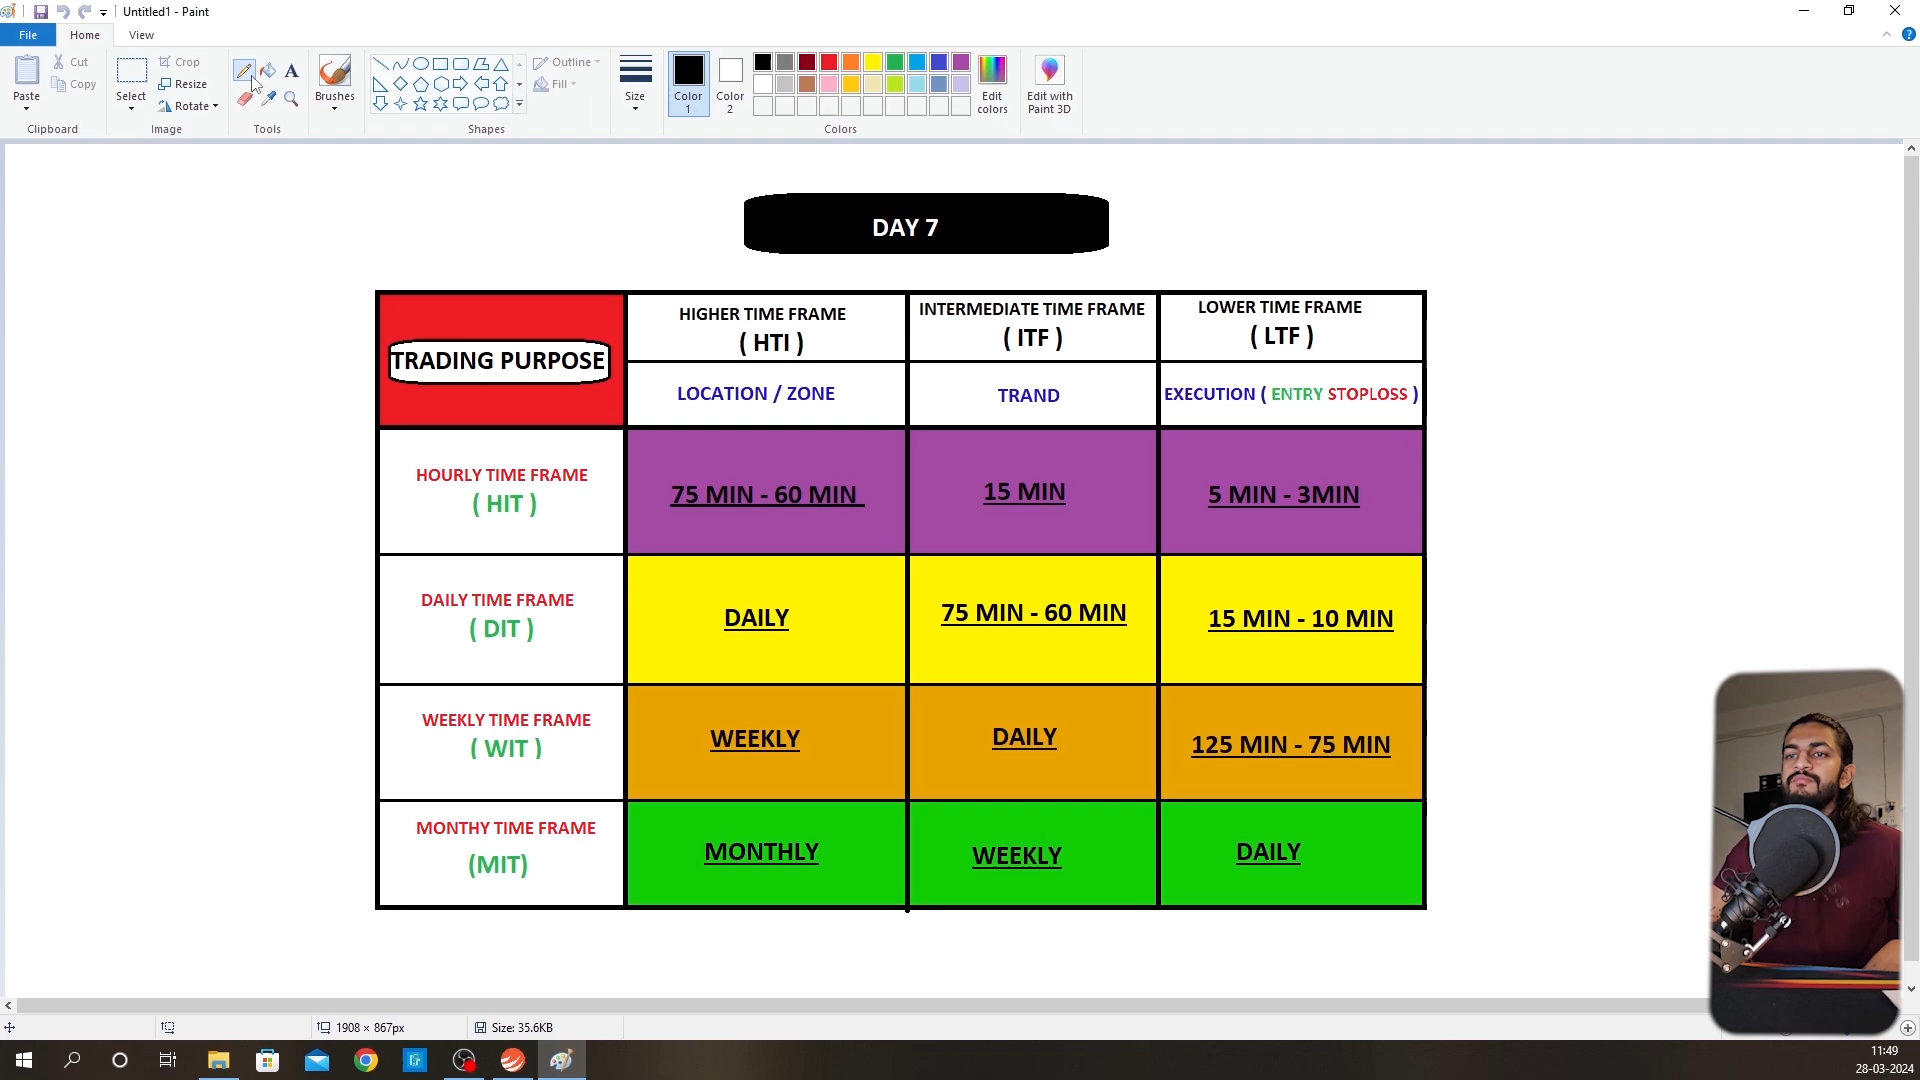 Untitled1 - Paint
File
Home
View
Paste
Cut
Copy
Clipboard
Select
Crop
Resize
Rotate
Image
Tools
Brushes
Outline
Fill
Shapes
Size
Color
1
Color
2
Edit
colors
Colors
Edit with
Paint 3D
DAY 7
TRADING PURPOSE
HIGHER TIME FRAME
( HTI )
INTERMEDIATE TIME FRAME
( ITF )
LOWER TIME FRAME
( LTF )
LOCATION / ZONE
TRAND
EXECUTION ( ENTRY STOPLOSS )
HOURLY TIME FRAME
( HIT )
75 MIN - 60 MIN
15 MIN
5 MIN - 3MIN
DAILY TIME FRAME
( DIT )
DAILY
75 MIN - 60 MIN
15 MIN - 10 MIN
WEEKLY TIME FRAME
( WIT )
WEEKLY
DAILY
125 MIN - 75 MIN
MONTHY TIME FRAME
(MIT)
MONTHLY
WEEKLY
DAILY
1908 × 867px
Size: 35.6KB
11:49
28-03-2024